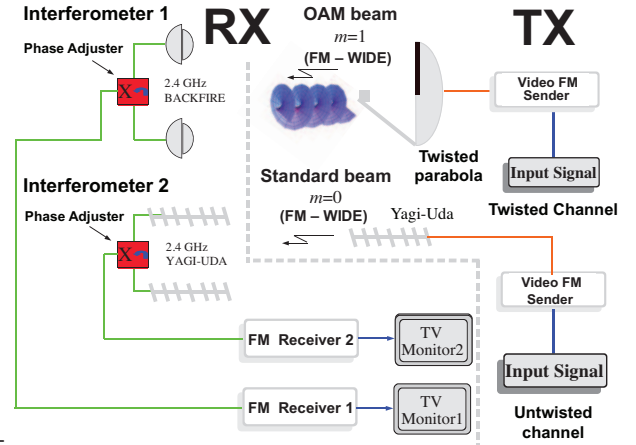 Interferometer 1
RX
OAM beam
m=1
(FM – WIDE)
TX
Phase Adjuster
X
2.4 GHz
BACKFIRE
Video FM
Sender
Twisted
parabola
Input Signal
Twisted Channel
Interferometer 2
Standard beam
m=0
(FM – WIDE)
Yagi-Uda
Phase Adjuster
X
2.4 GHz
YAGI-UDA
Video FM
Sender
FM Receiver 2
TV
Monitor2
Input Signal
FM Receiver 1
TV
Monitor1
Untwisted
channel